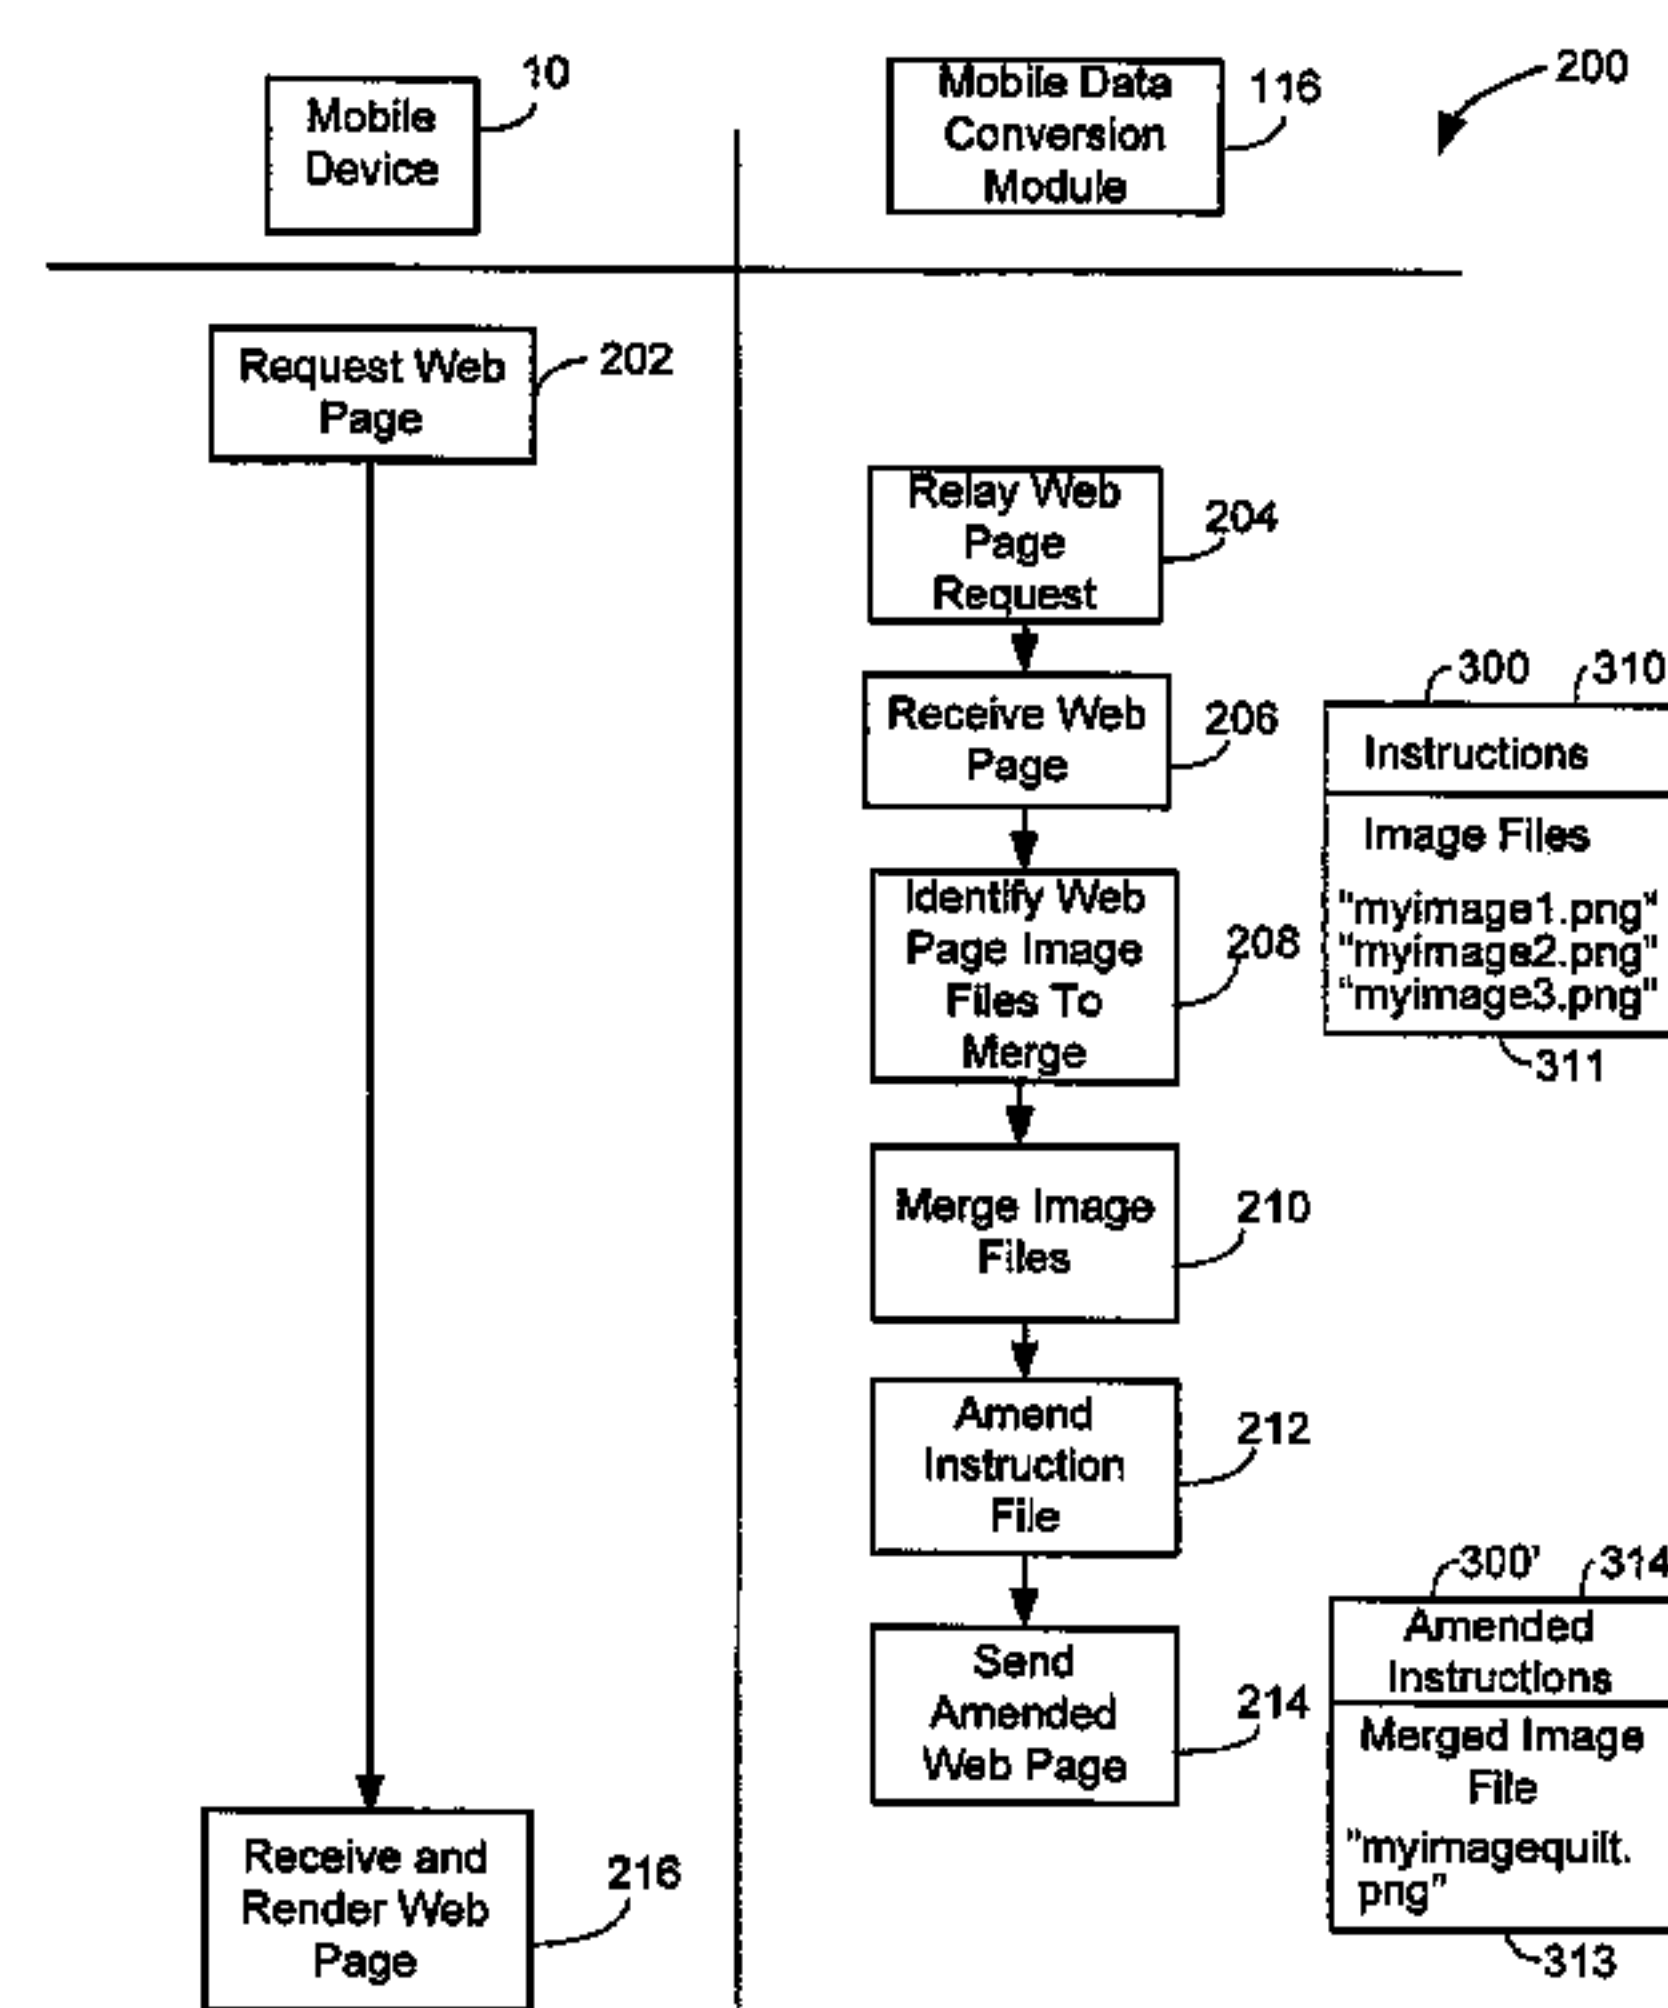 Mobile
Device
10
Mobile Data
Conversion
Module
116
200
Request Web
Page
202
Relay Web
Page
Request
204
Receive Web
Page
206
300
310
Instructions
Image Files
"myimage1.png"
"myimage2.png"
"myimage3.png"
311
Identify Web
Page Image
Files To
Merge
208
Merge Image
Files
210
Amend
Instruction
File
212
Send
Amended
Web Page
214
300'
314
Amended
Instructions
Merged Image
File
"myimagequilt.
png"
313
Receive and
Render Web
Page
216